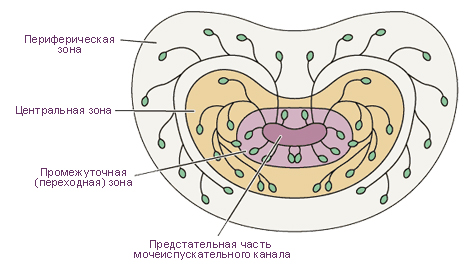 Периферическая
зона
Центральная зона
Промежуточная
(переходная) зона
Предстательная часть
мочеиспускательного канала